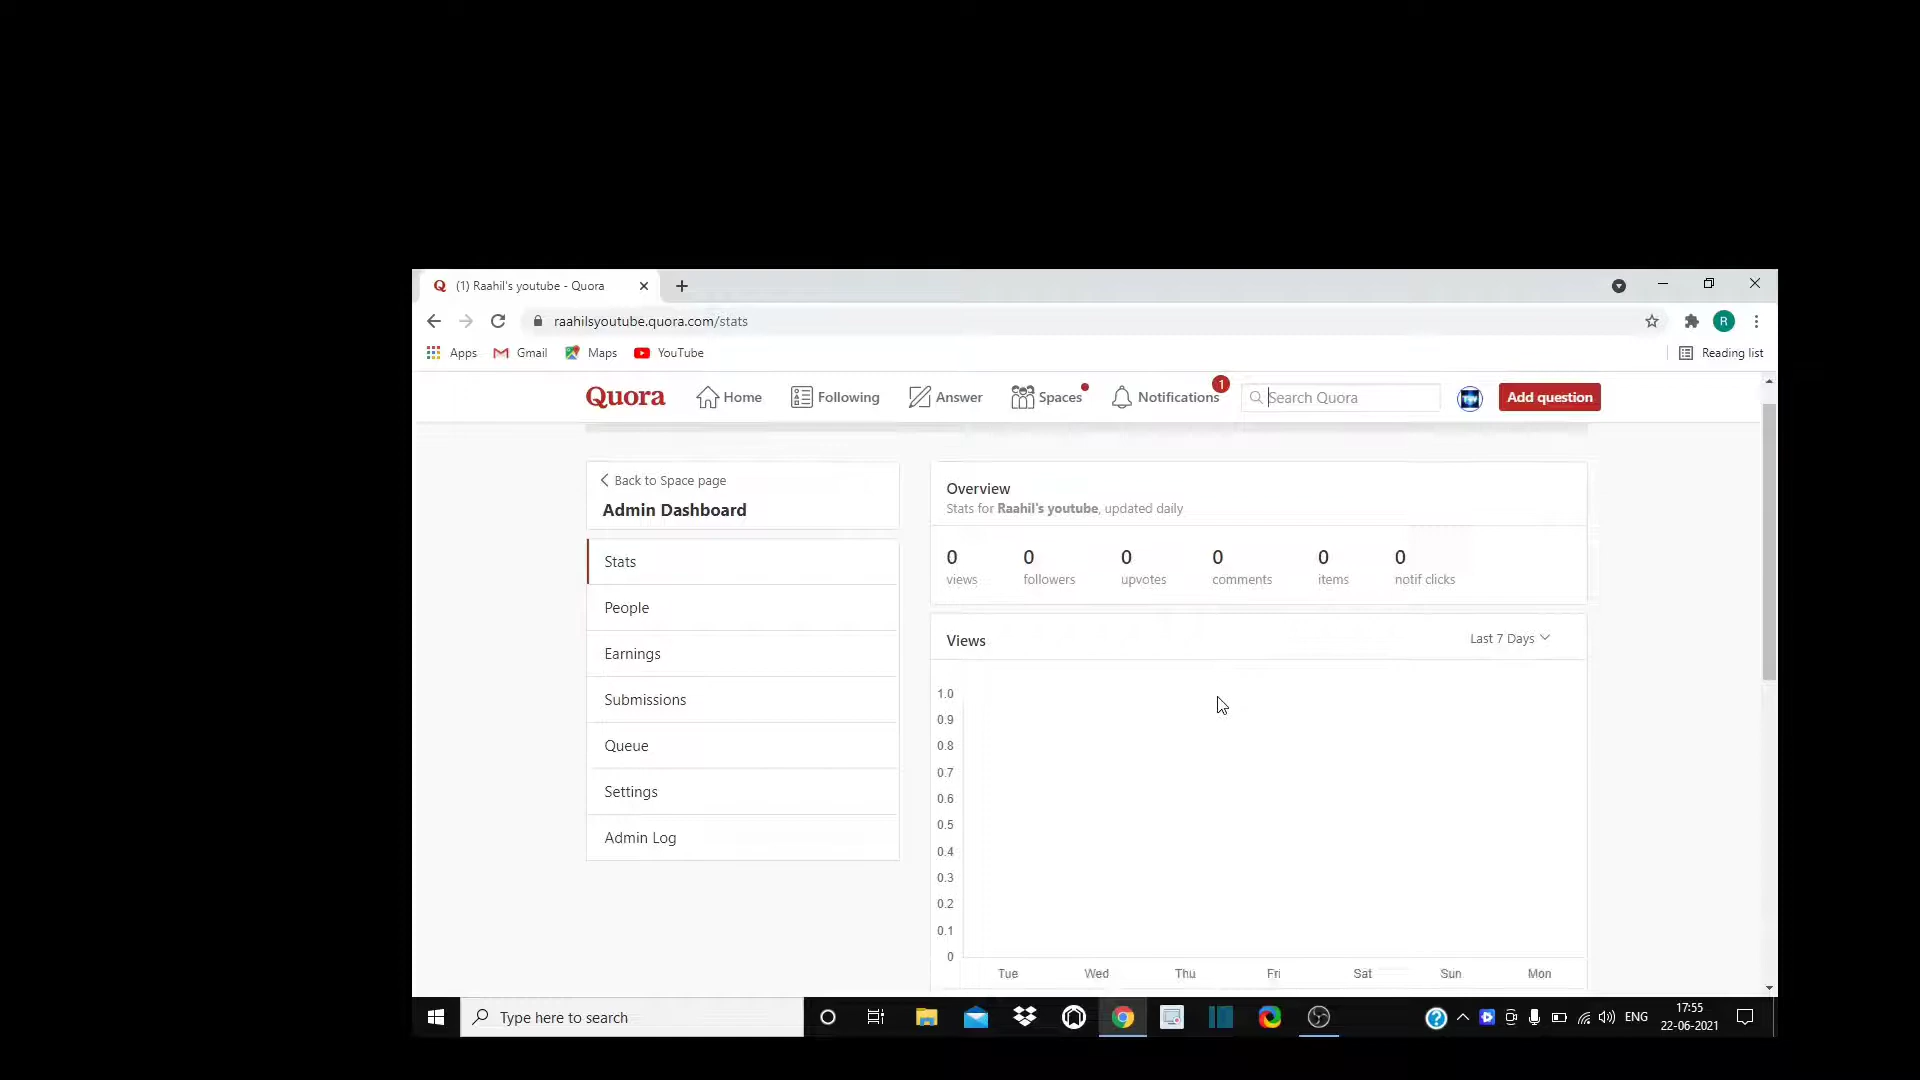 (1) Raahil's youtube - Quora
raahilsyoutube.quora.com/stats
R
Apps Gmail Maps YouTube Reading list
Quora Home Following Answer Spaces Notifications 1 Search Quora TW Add question
Back to Space page
Admin Dashboard
Stats
People
Earnings
Submissions
Queue
Settings
Admin Log
Overview
Stats for Raahil's youtube, updated daily
0 0 0 0 0 0
views followers upvotes comments items notif clicks
Views Last 7 Days
1.0
0.9
0.8
0.7
0.6
0.5
0.4
0.3
0.2
0.1
0
Tue Wed Thu Fri Sat Sun Mon
Type here to search
ENG
17:55
22-06-2021